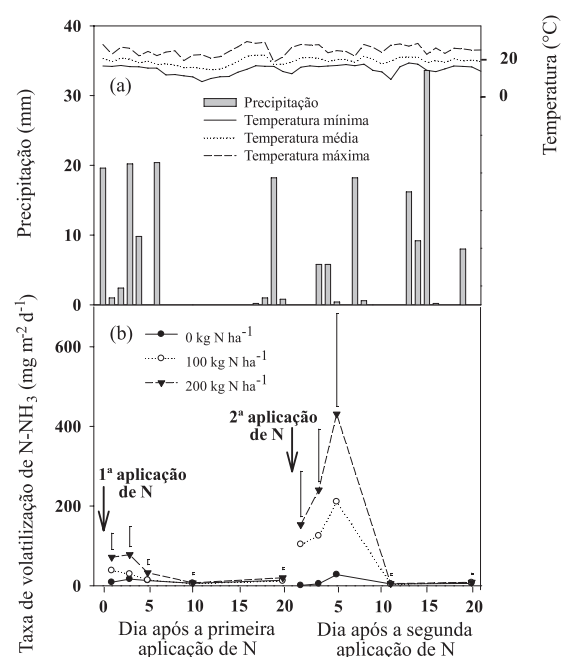 40
30
20
10
0
Precipitação (mm)
(a)
Precipitação
Temperatura mínima
Temperatura média
Temperatura máxima
20
0
Temperatura (°C)
(b)
0 kg N ha⁻¹
100 kg N ha⁻¹
200 kg N ha⁻¹
1ª aplicação
de N
2ª aplicação
de N
600
400
200
0
Taxa de volatilização de N-NH₃ (mg m⁻² d⁻¹)
0 5 10 15 20 5 10 15 20
Dia após a primeira
aplicação de N
Dia após a segunda
aplicação de N